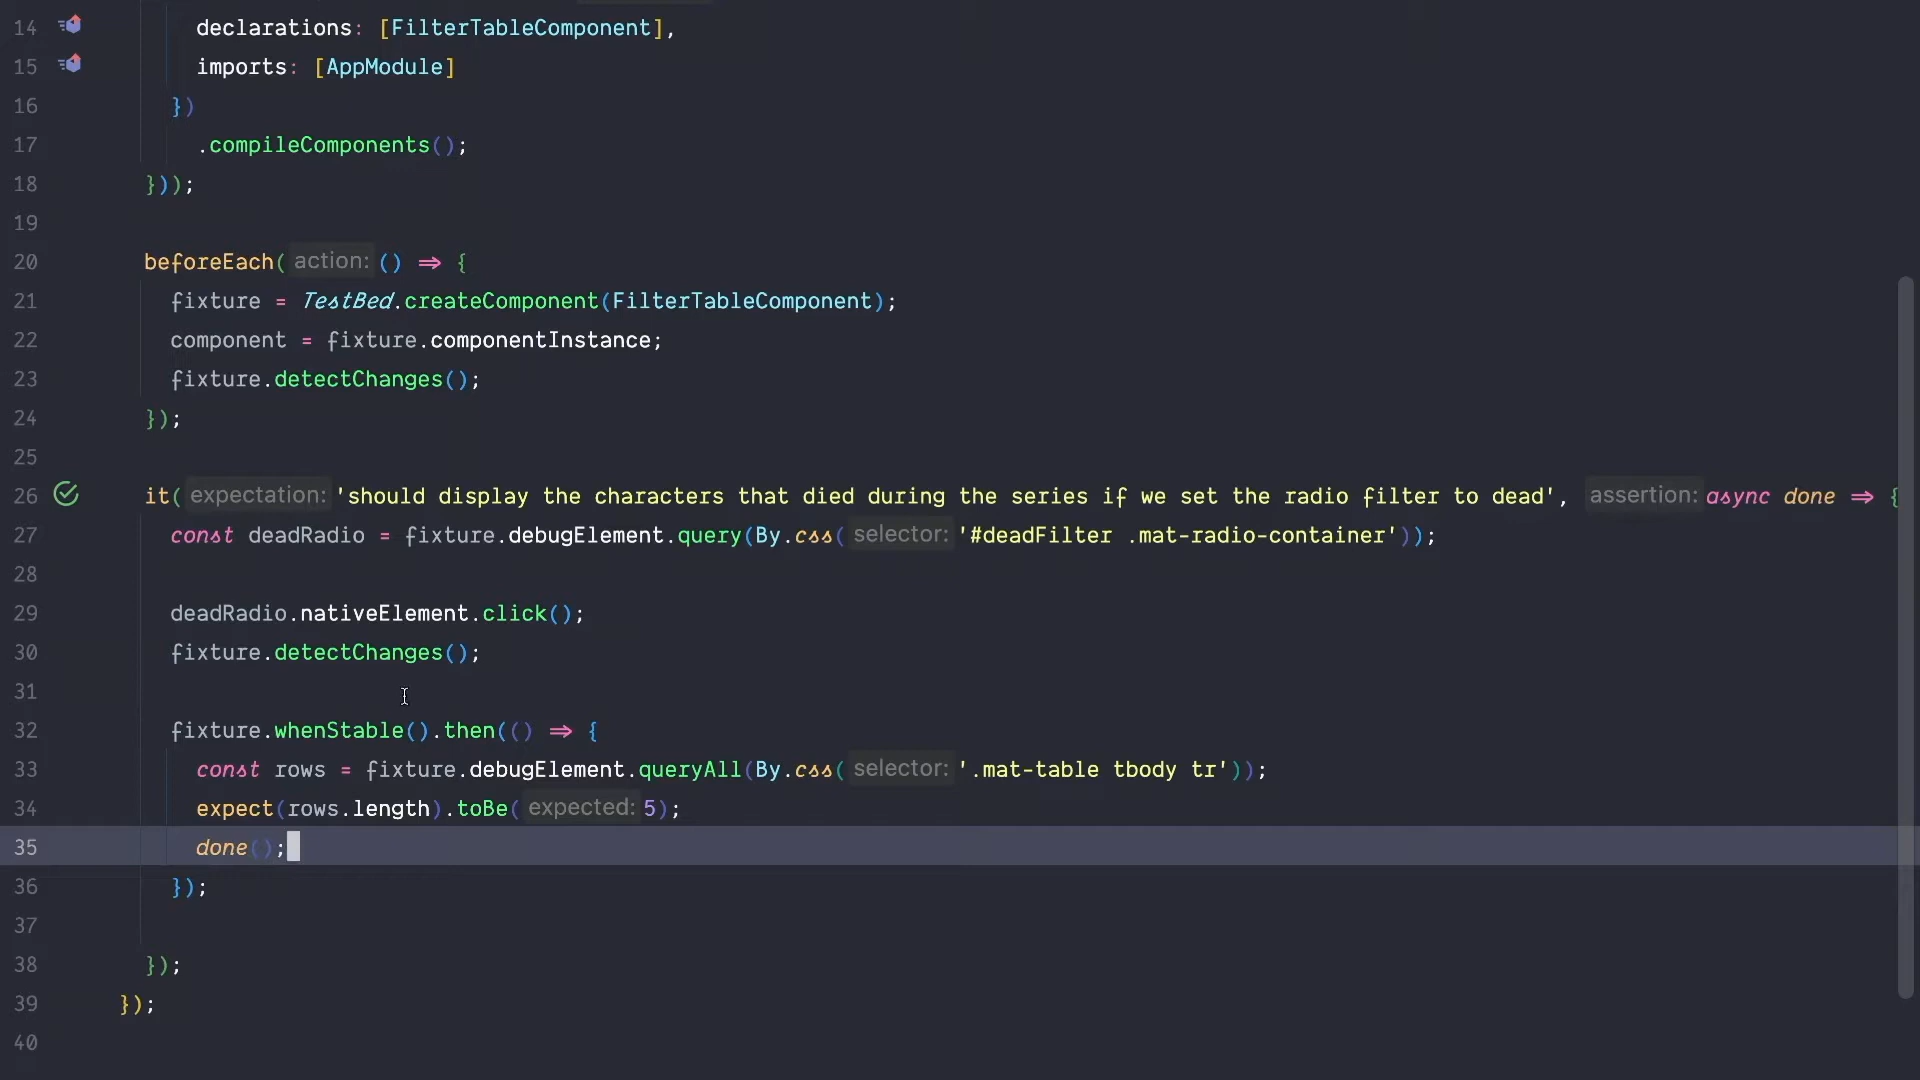 14 declarations: [FilterTableComponent],
15 imports: [AppModule]
16 })
17 .compileComponents();
18 }));
19
20 beforeEach( action: () ⇒ {
21 fixture = TestBed.createComponent(FilterTableComponent);
22 component = fixture.componentInstance;
23 fixture.detectChanges();
24 });
25
26 it( expectation: 'should display the characters that died during the series if we set the radio filter to dead', assertion: async done ⇒ {
27 const deadRadio = fixture.debugElement.query(By.css( selector: '#deadFilter .mat-radio-container'));
28
29 deadRadio.nativeElement.click();
30 fixture.detectChanges();
31
32 fixture.whenStable().then(() ⇒ {
33 const rows = fixture.debugElement.queryAll(By.css( selector: '.mat-table tbody tr'));
34 expect(rows.length).toBe( expected: 5);
35 done();
36 });
37
38 });
39 });
40